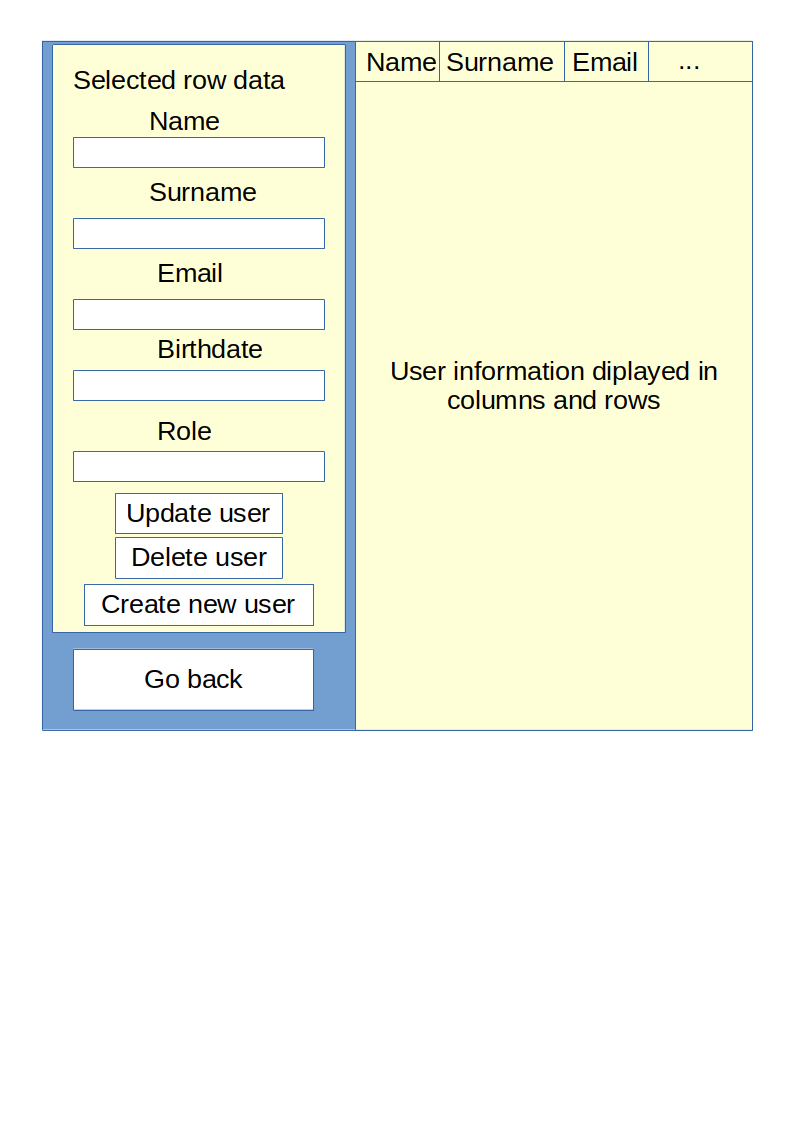 Selected row data
Name
Surname
Email
Birthdate
Role
Update user
Delete user
Create new user
Go back
Name Surname Email ...
User information diplayed in
columns and rows